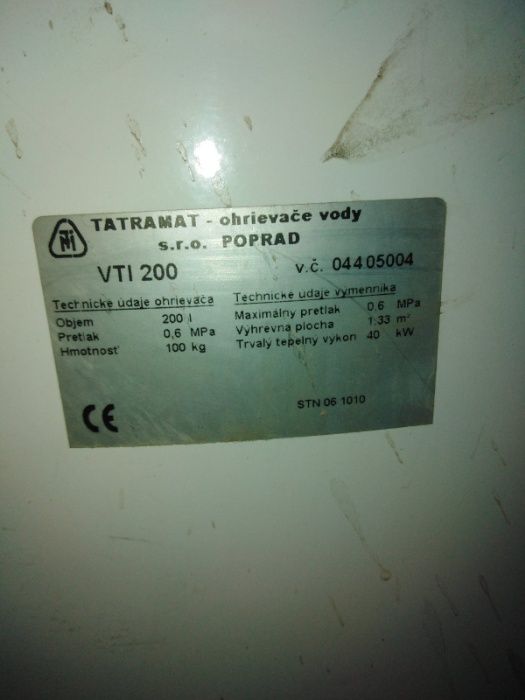 TATRAMAT - ohrievače vody
s.r.o. POPRAD
VTI 200
v.č. 04405004
Technické údaje ohrievača
Objem 200 l
Pretlak 0,6 MPa
Hmotnosť 100 kg
Technické údaje výmenníka
Maximálny pretlak 0,6 MPa
Výhrevná plocha 1,33 m²
Trvalý tepelný výkon 40 kW
CE
STN 06 1010